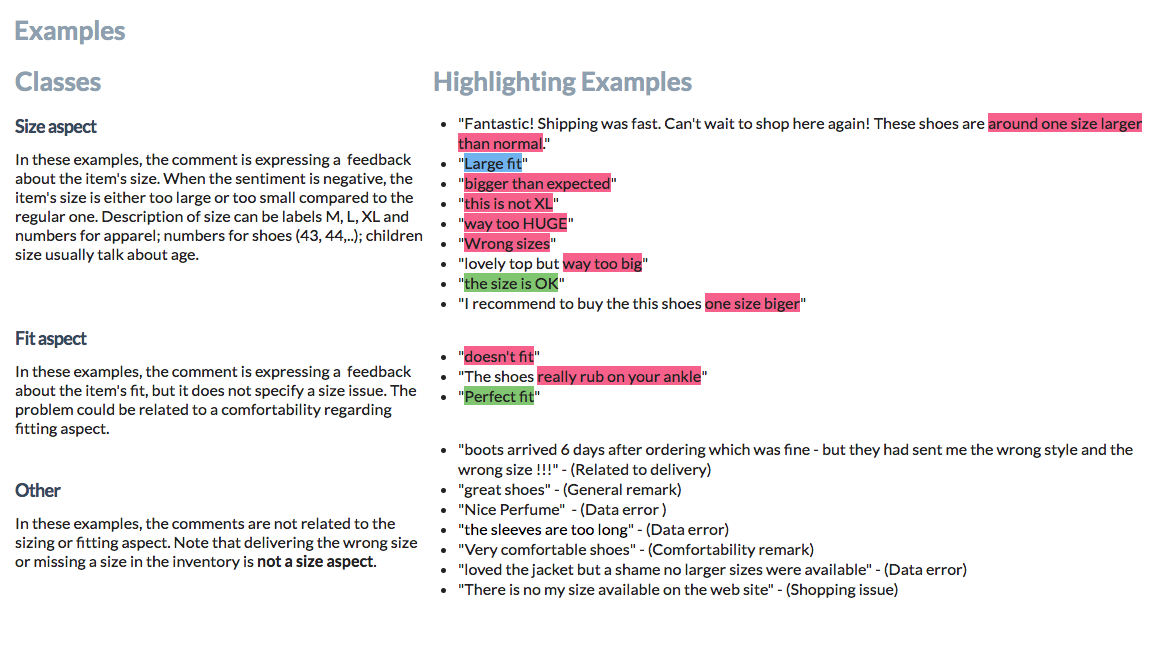 Examples
Classes
Size aspect
In these examples, the comment is expressing a feedback
about the item's size. When the sentiment is negative, the
item's size is either too large or too small compared to the
regular one. Description of size can be labels M, L, XL and
numbers for apparel; numbers for shoes (43, 44,..); children
size usually talk about age.
Fit aspect
In these examples, the comment is expressing a feedback
about the item's fit, but it does not specify a size issue. The
problem could be related to a comfortability regarding
fitting aspect.
Other
In these examples, the comments are not related to the
sizing or fitting aspect. Note that delivering the wrong size
or missing a size in the inventory is not a size aspect.
Highlighting Examples
• "Fantastic! Shipping was fast. Can't wait to shop here again! These shoes are around one size larger
than normal."
• "Large fit"
• "bigger than expected"
• "this is not XL"
• "way too HUGE"
• "Wrong sizes"
• "lovely top but way too big"
• "the size is OK"
• "I recommend to buy the this shoes one size biger"
• "doesn't fit"
• "The shoes really rub on your ankle"
• "Perfect fit"
• "boots arrived 6 days after ordering which was fine - but they had sent me the wrong style and the
wrong size !!!" - (Related to delivery)
• "great shoes" - (General remark)
• "Nice Perfume" - (Data error )
• "the sleeves are too long" - (Data error)
• "Very comfortable shoes" - (Comfortability remark)
• "loved the jacket but a shame no larger sizes were available" - (Data error)
• "There is no my size available on the web site" - (Shopping issue)